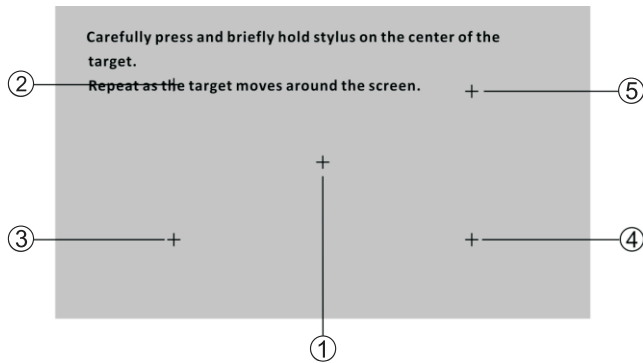 Carefully press and briefly hold stylus on the center of the
target.
② Repeat as the target moves around the screen. ⑤
③ ④
①